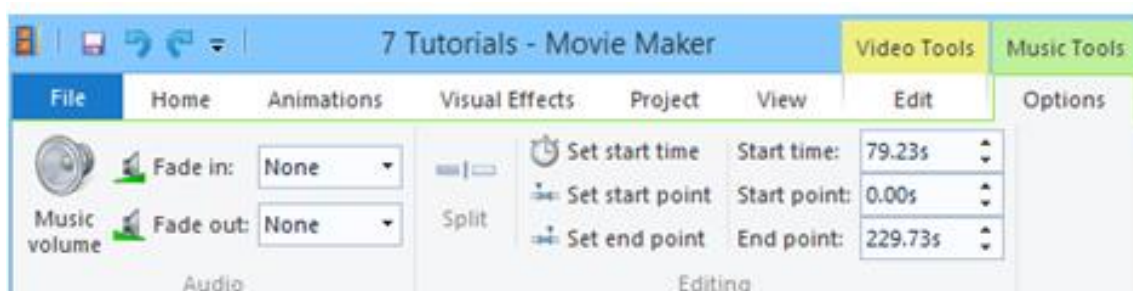 7 Tutorials - Movie Maker
Video Tools
Music Tools
File
Home
Animations
Visual Effects
Project
View
Edit
Options
Music volume
Fade in: None
Fade out: None
Split
Set start time
Set start point
Set end point
Start time: 79.23s
Start point: 0.00s
End point: 229.73s
Audio
Editing